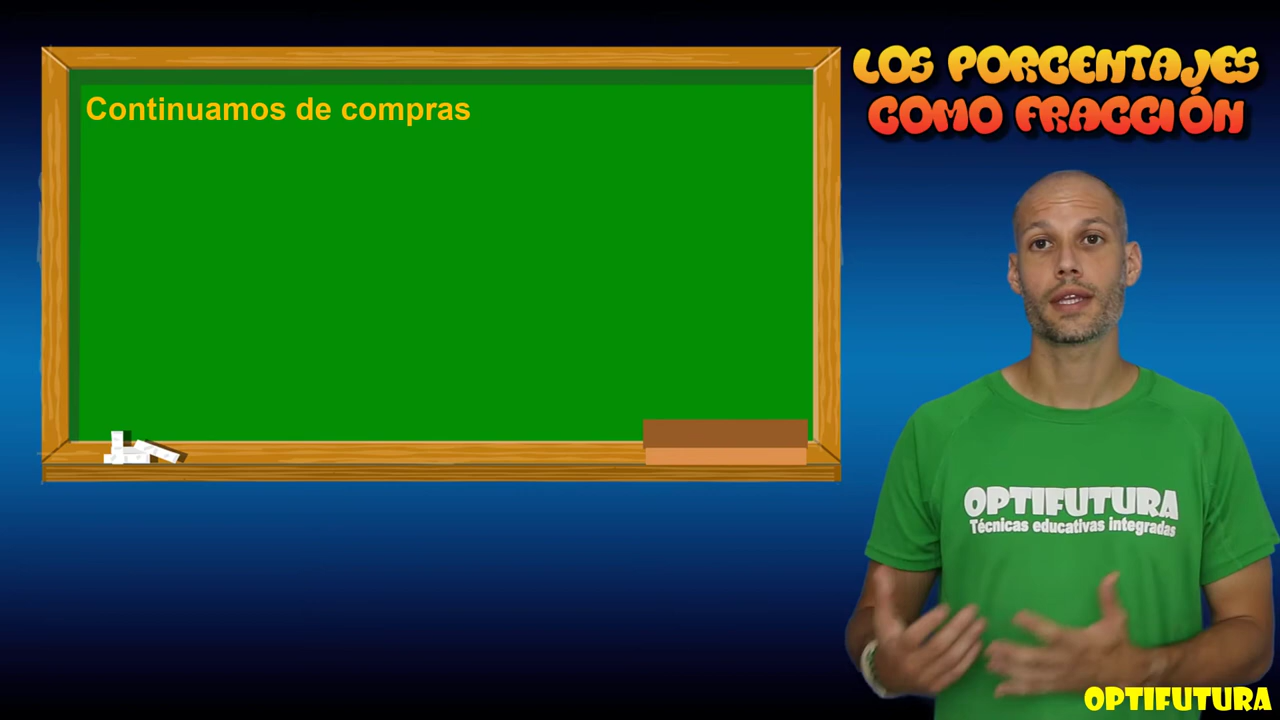 Continuamos de compras
LOS PORCENTAJES
COMO FRACCIÓN
OPTIFUTURA
Técnicas educativas integradas
OPTIFUTURA